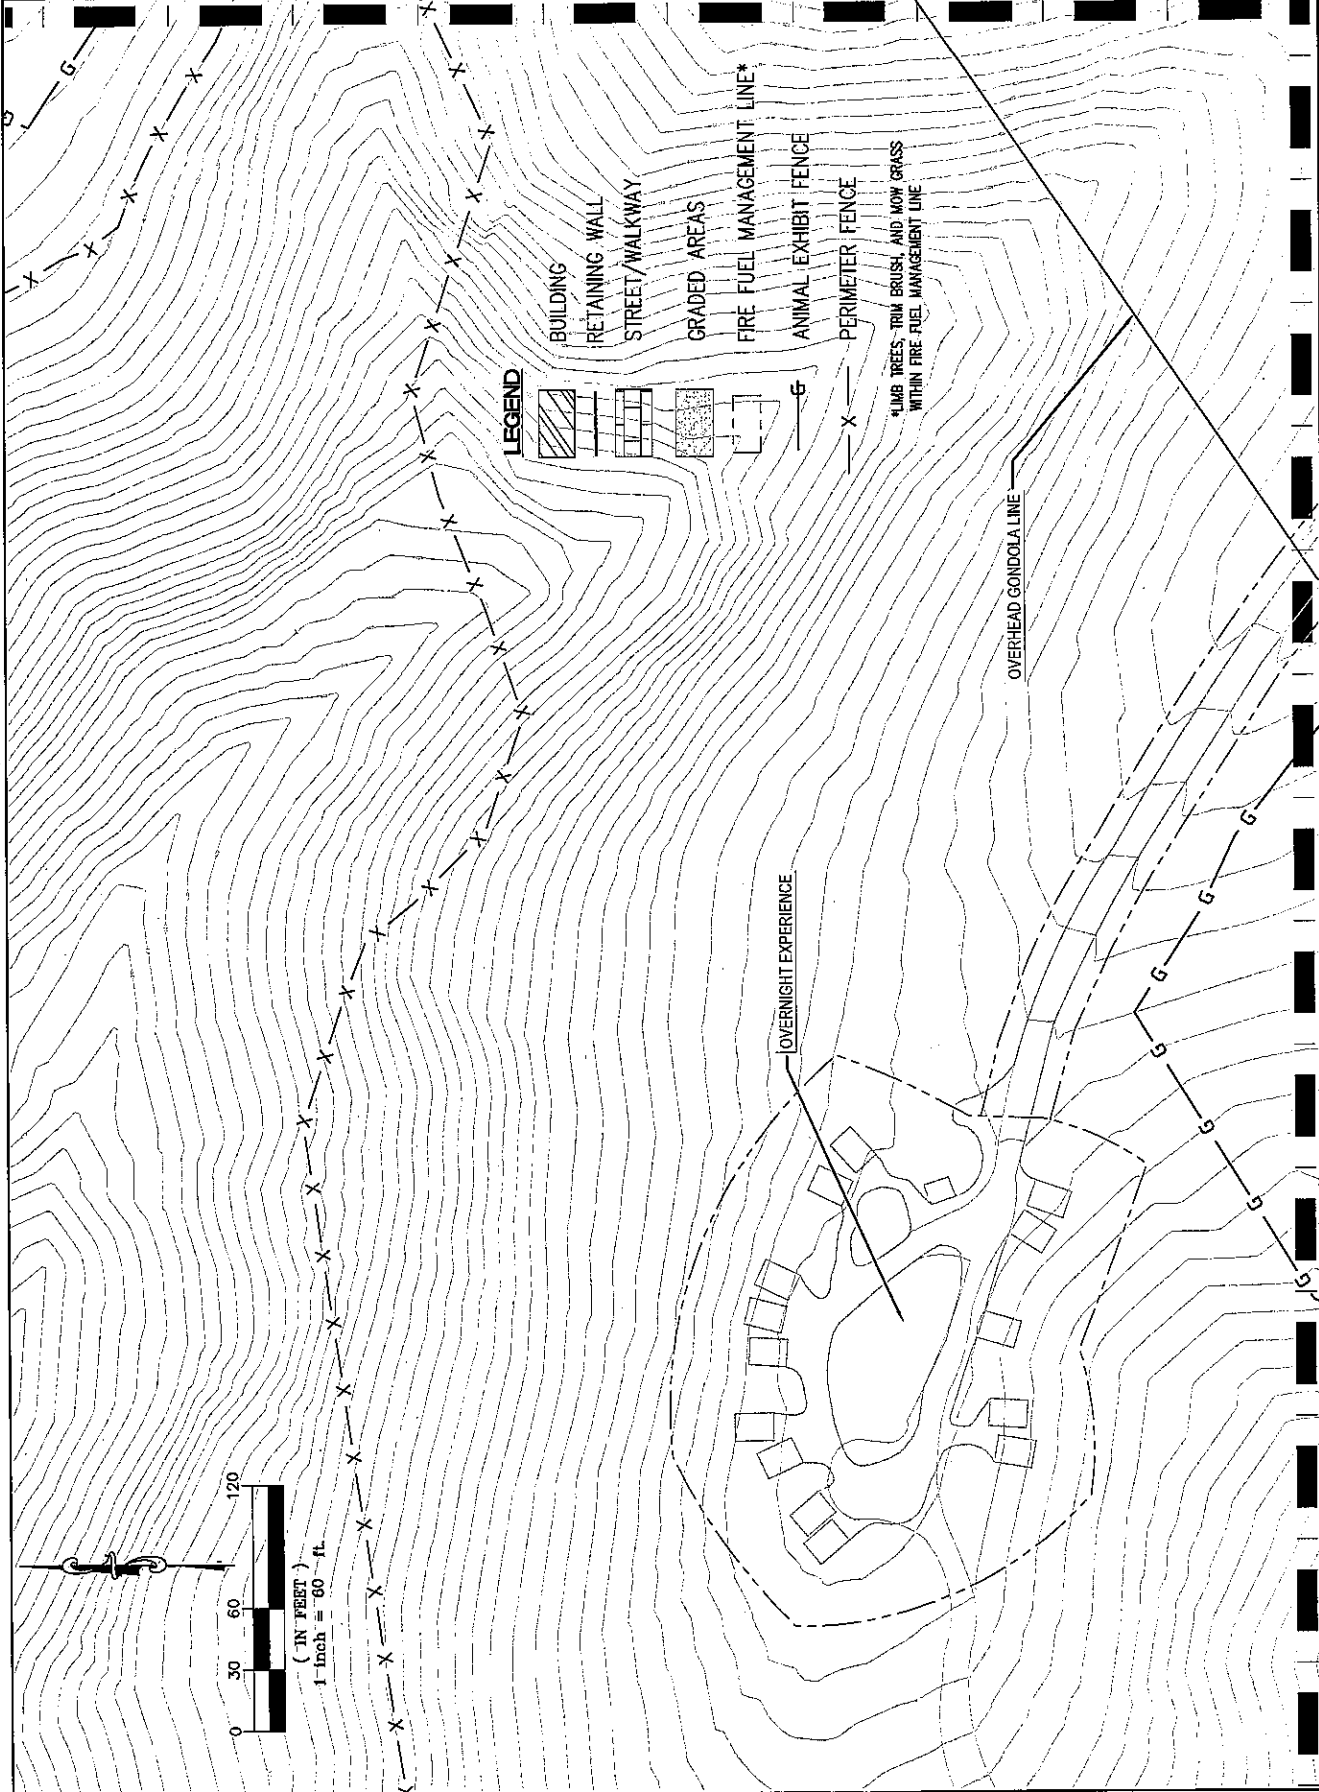 LEGEND
BUILDING
RETAINING WALL
STREET/WALKWAY
GRADED AREAS
FIRE FUEL MANAGEMENT LINE*
G
ANIMAL EXHIBIT FENCE
X
PERIMETER FENCE
*LIMB TREES, TRIM BRUSH, AND MOW GRASS
WITHIN FIRE FUEL MANAGEMENT LINE
OVERHEAD GONDOLA LINE
OVERNIGHT EXPERIENCE
0 30 60 120
( IN FEET )
1 inch = 60 ft.